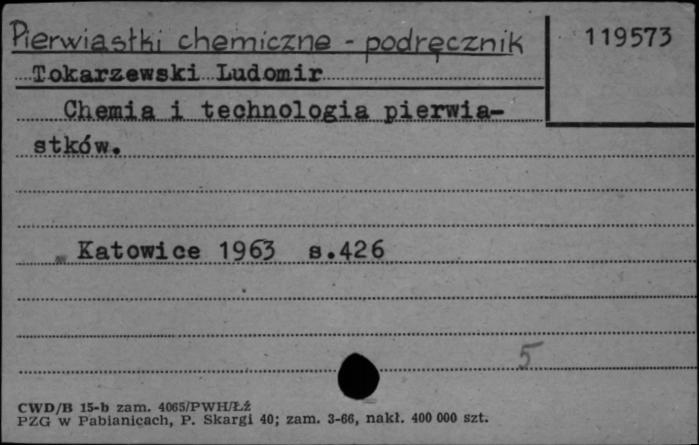 Pierwiastki chemiczne - podręcznik
119573
Tokarzewski Ludomir
Chemia i technologia pierwia-
stków.
Katowice 1963 s.426
5
CWD/B 15-b zam. 4065/PWH/Łź
PZG w Pabianicach, P. Skargi 40; zam. 3-66, nakł. 400 000 szt.